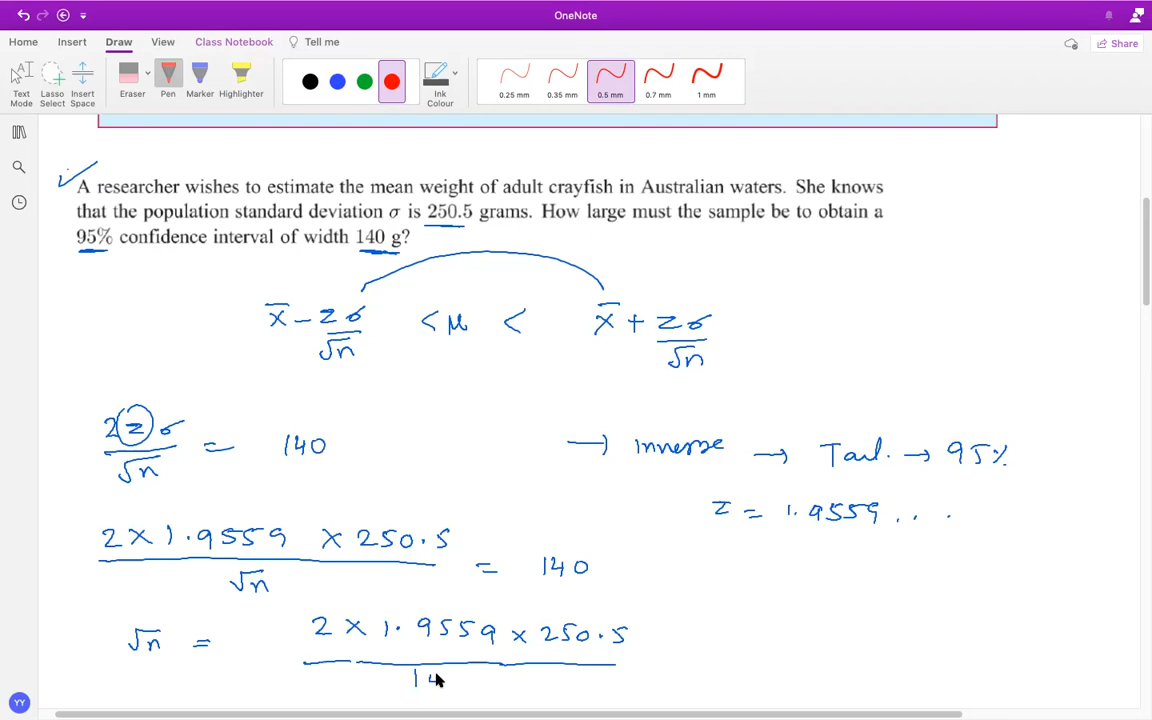 OneNote
Home Insert Draw View Class Notebook Tell me
Share
Text Mode
Lasso Select
Insert Space
Eraser
Pen
Marker
Highlighter
Ink Colour
0.25 mm
0.35 mm
0.5 mm
0.7 mm
1 mm
A researcher wishes to estimate the mean weight of adult crayfish in Australian waters. She knows
that the population standard deviation σ is 250.5 grams. How large must the sample be to obtain a
95% confidence interval of width 140 g?
x̄ − zσ/√n < μ < x̄ + zσ/√n
2zσ/√n = 140
→ Inverse → Tail. → 95%
z = 1.9559 . . . .
2 × 1.9559 × 250.5 / √n = 140
√n = 2 × 1.9559 × 250.5 / 14
YY